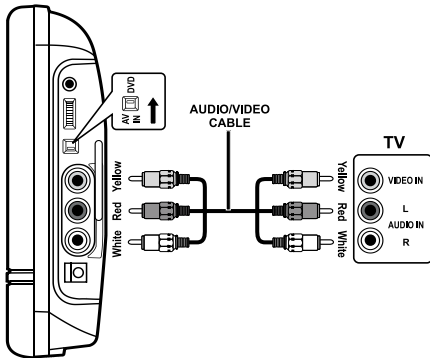 AV IN DVD
AUDIO/VIDEO
CABLE
TV
Yellow
Red
White
Yellow
Red
White
VIDEO IN
L
AUDIO IN
R